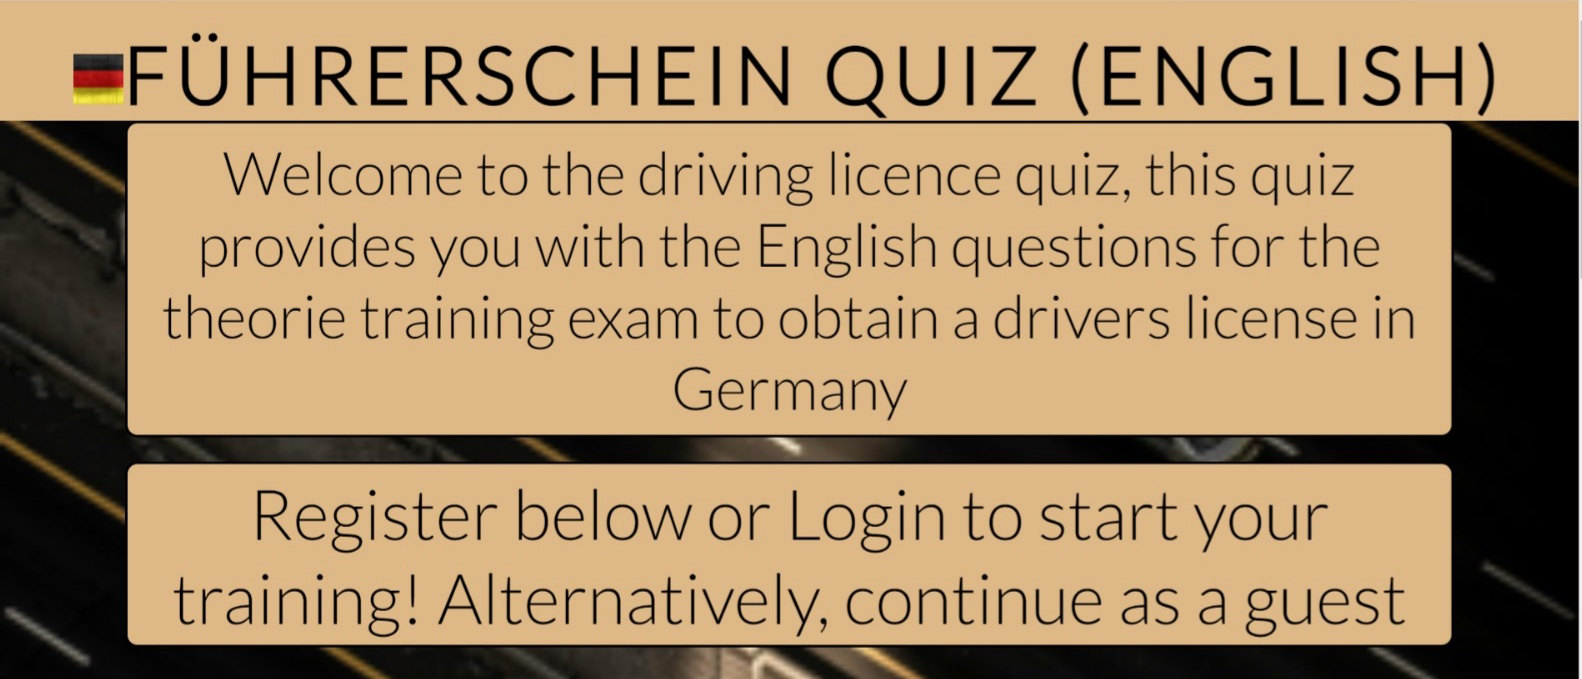 FÜHRERSCHEIN QUIZ (ENGLISH)
Welcome to the driving licence quiz, this quiz
provides you with the English questions for the
theorie training exam to obtain a drivers license in
Germany
Register below or Login to start your
training! Alternatively, continue as a guest